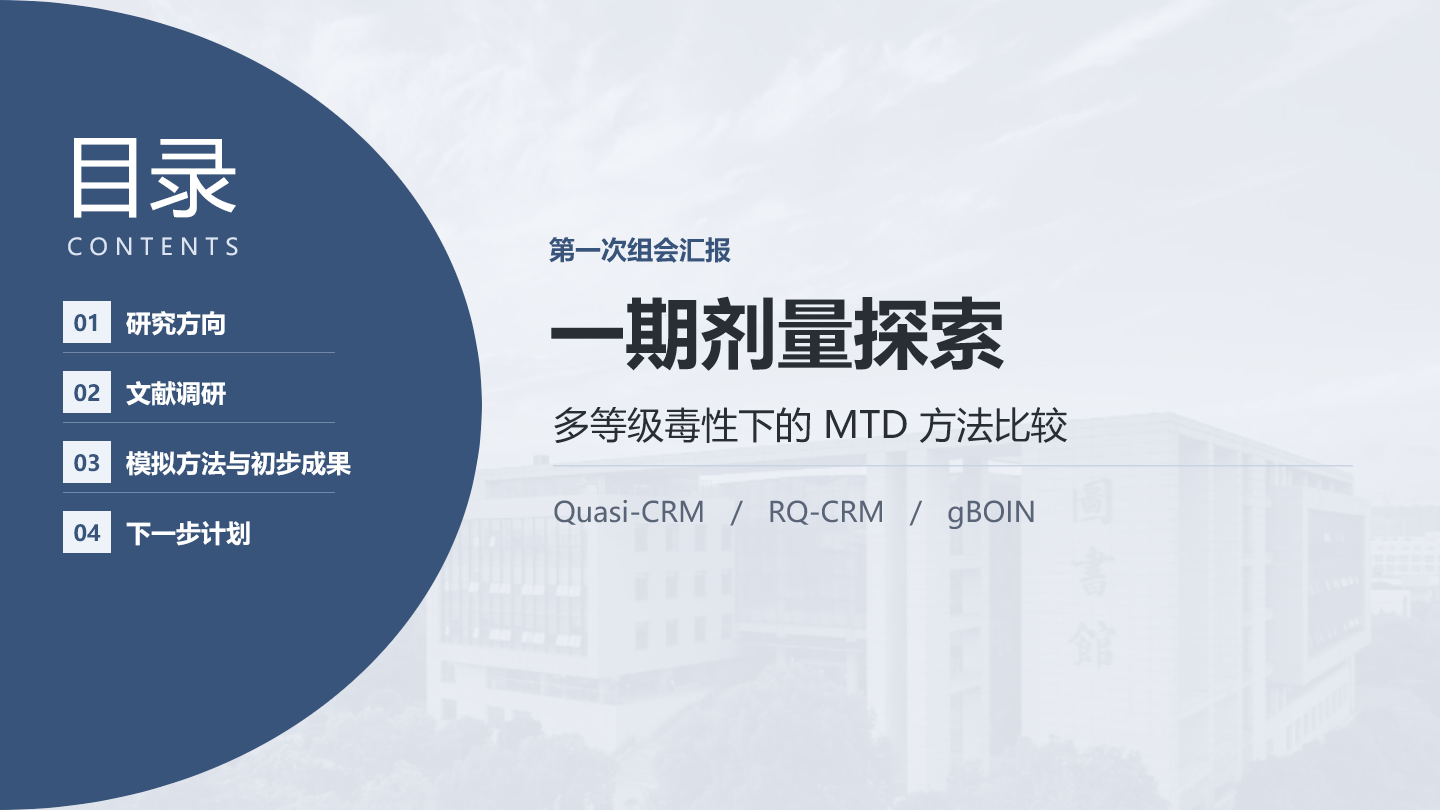 目录
CONTENTS
01 研究方向
02 文献调研
03 模拟方法与初步成果
04 下一步计划
第一次组会汇报
一期剂量探索
多等级毒性下的 MTD 方法比较
Quasi-CRM / RQ-CRM / gBOIN
圖書館